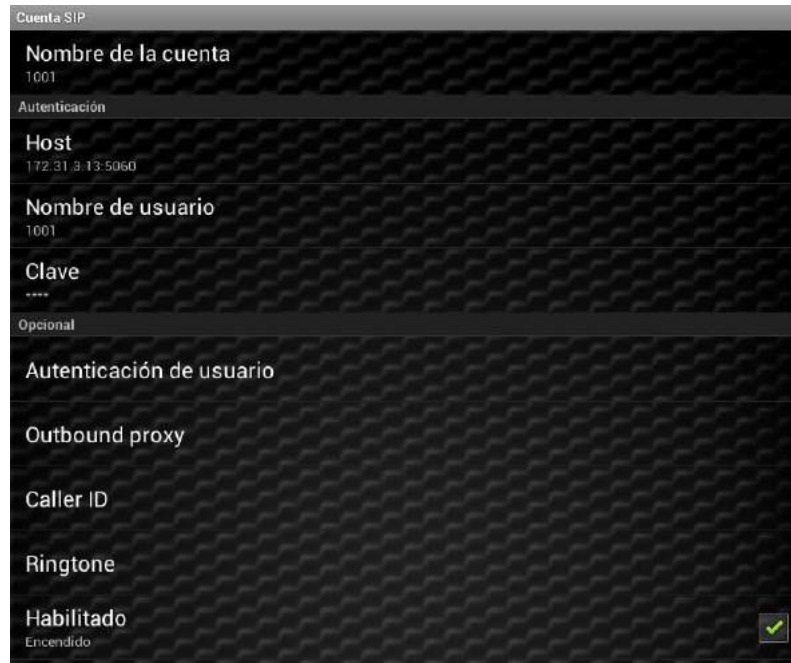 Cuenta SIP
Nombre de la cuenta
1001
Autenticación
Host
172.31.3.13:5060
Nombre de usuario
1001
Clave
----
Opcional
Autenticación de usuario
Outbound proxy
Caller ID
Ringtone
Habilitado
Encendido